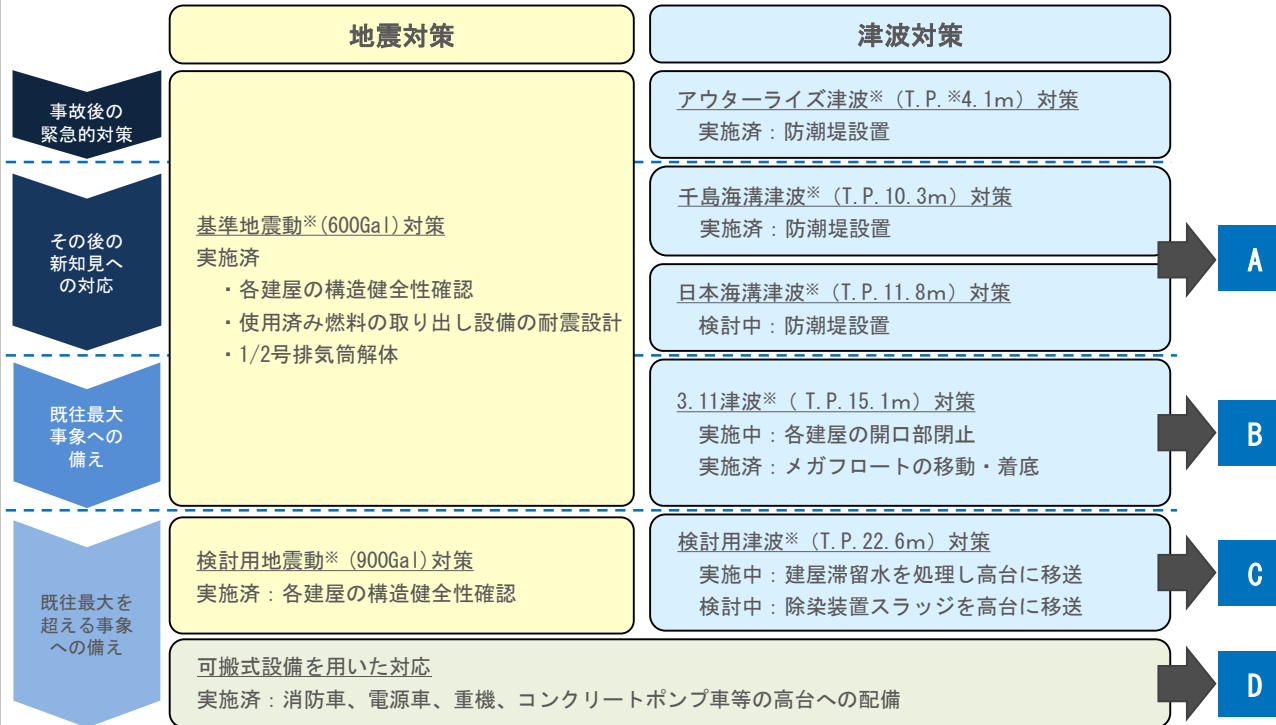 地震対策
津波対策
事故後の
緊急的対策
アウターライズ津波※（T.P.※4.1m）対策
実施済：防潮堤設置
その後の
新知見へ
の対応
基準地震動※(600Gal)対策
実施済
・各建屋の構造健全性確認
・使用済み燃料の取り出し設備の耐震設計
・1/2号排気筒解体
千島海溝津波※（T.P.10.3m）対策
実施済：防潮堤設置
日本海溝津波※（T.P.11.8m）対策
検討中：防潮堤設置
A
既往最大
事象への
備え
3.11津波※（ T.P.15.1m）対策
実施中：各建屋の開口部閉止
実施済：メガフロートの移動・着底
B
既往最大を
超える事象
への備え
検討用地震動※（900Gal）対策
実施済：各建屋の構造健全性確認
検討用津波※（T.P.22.6m）対策
実施中：建屋滞留水を処理し高台に移送
検討中：除染装置スラッジを高台に移送
C
可搬式設備を用いた対応
実施済：消防車、電源車、重機、コンクリートポンプ車等の高台への配備
D